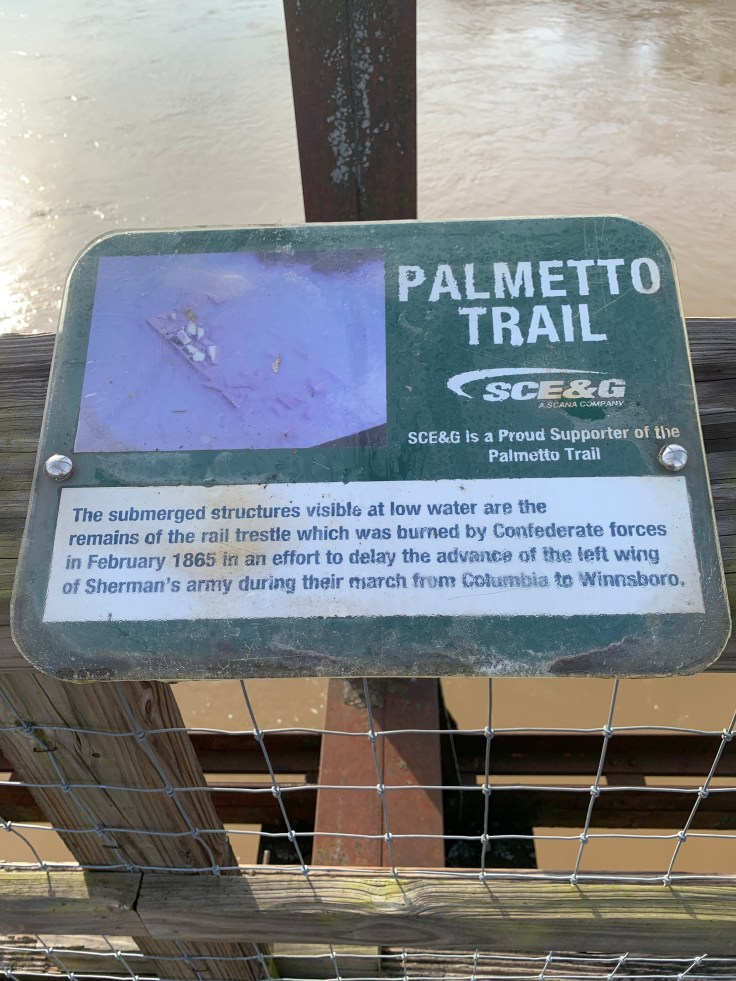 PALMETTO
TRAIL
SCE&G
A SCANA COMPANY
SCE&G is a Proud Supporter of the
Palmetto Trail
The submerged structures visible at low water are the
remains of the rail trestle which was burned by Confederate forces
in February 1865 in an effort to delay the advance of the left wing
of Sherman's army during their march from Columbia to Winnsboro.